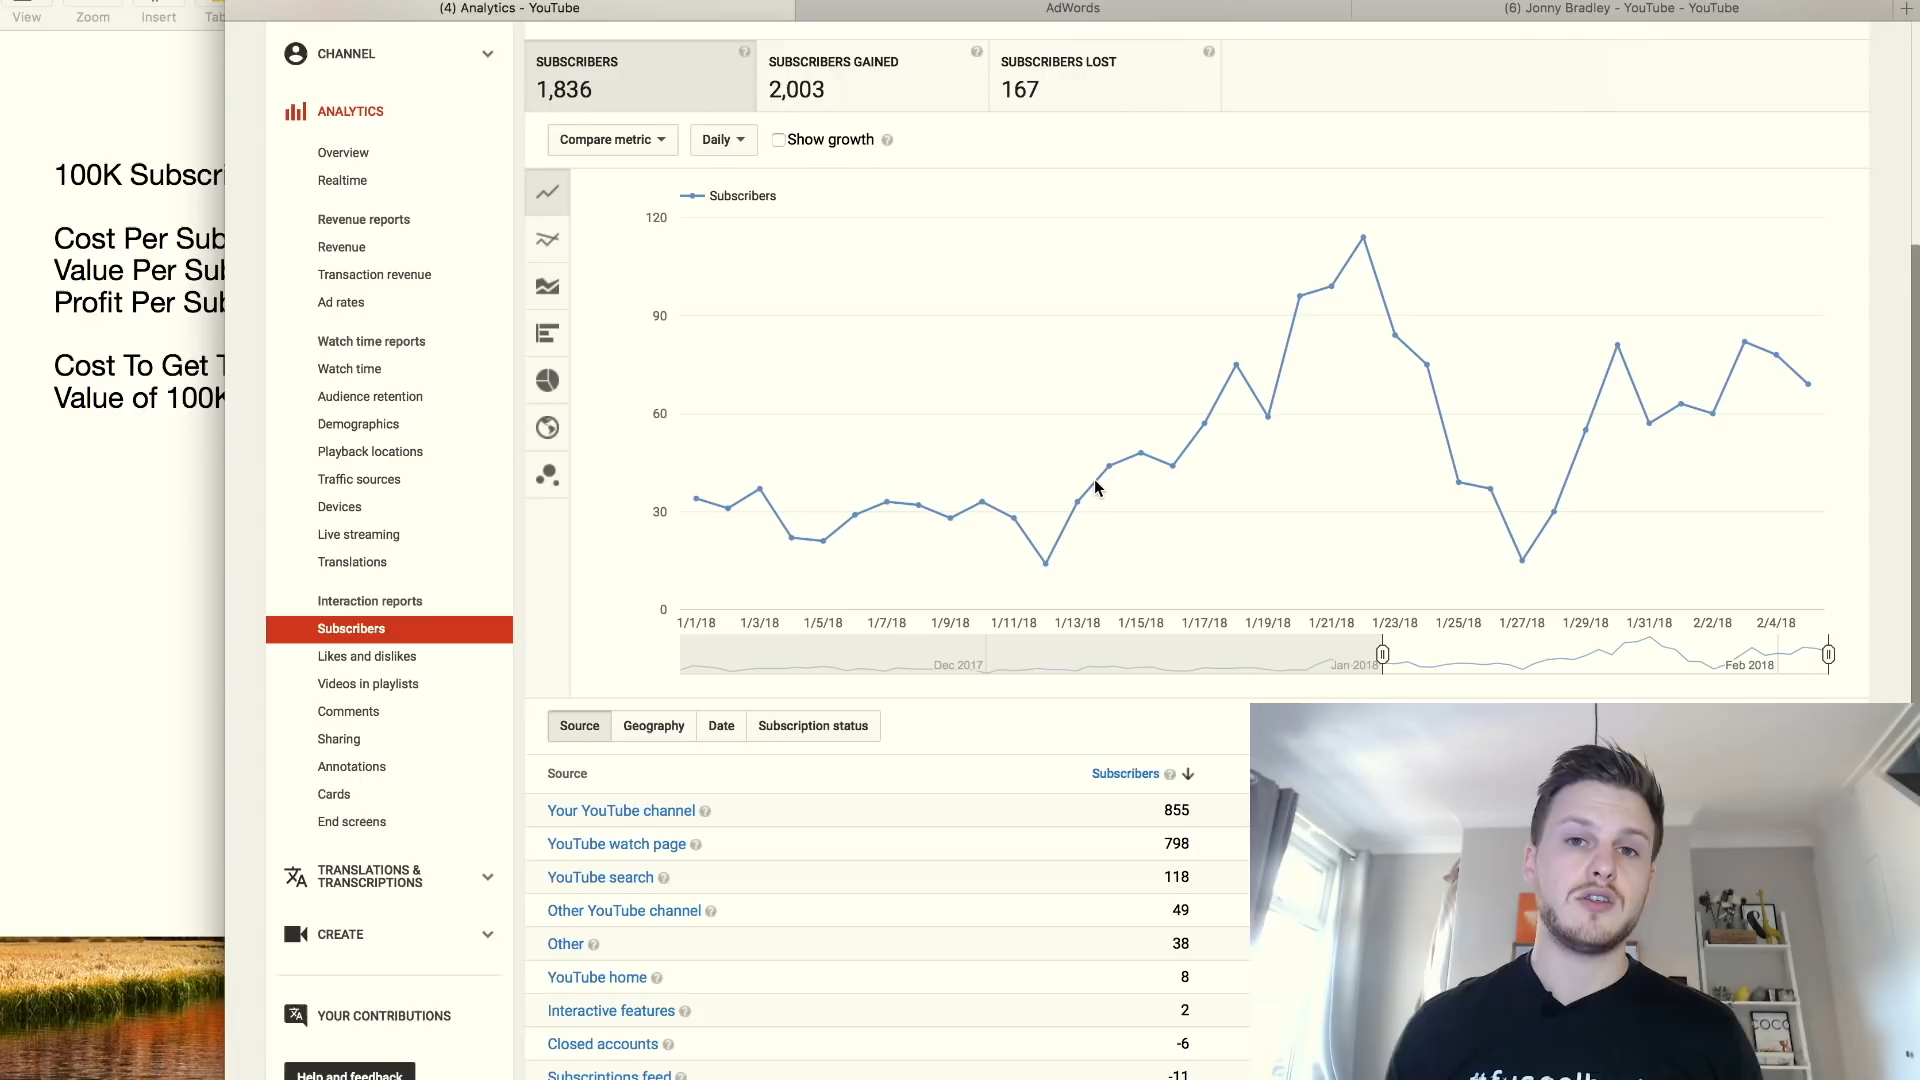 (4) Analytics - YouTube
AdWords
(6) Jonny Bradley - YouTube - YouTube
View
Zoom
Insert
100K Subscri
Cost Per Sub
Value Per Sub
Profit Per Sub
Cost To Get T
Value of 100K
CHANNEL
ANALYTICS
Overview
Realtime
Revenue reports
Revenue
Transaction revenue
Ad rates
Watch time reports
Watch time
Audience retention
Demographics
Playback locations
Traffic sources
Devices
Live streaming
Translations
Interaction reports
Subscribers
Likes and dislikes
Videos in playlists
Comments
Sharing
Annotations
Cards
End screens
TRANSLATIONS &
TRANSCRIPTIONS
CREATE
YOUR CONTRIBUTIONS
Help and feedback
SUBSCRIBERS
1,836
SUBSCRIBERS GAINED
2,003
SUBSCRIBERS LOST
167
Compare metric
Daily
Show growth
Subscribers
120
90
60
30
0
1/1/18 1/3/18 1/5/18 1/7/18 1/9/18 1/11/18 1/13/18 1/15/18 1/17/18 1/19/18 1/21/18 1/23/18 1/25/18 1/27/18 1/29/18 1/31/18 2/2/18 2/4/18
Dec 2017 Jan 2018 Feb 2018
Source Geography Date Subscription status
Source Subscribers
Your YouTube channel 855
YouTube watch page 798
YouTube search 118
Other YouTube channel 49
Other 38
YouTube home 8
Interactive features 2
Closed accounts -6
Subscriptions feed -11
COCO